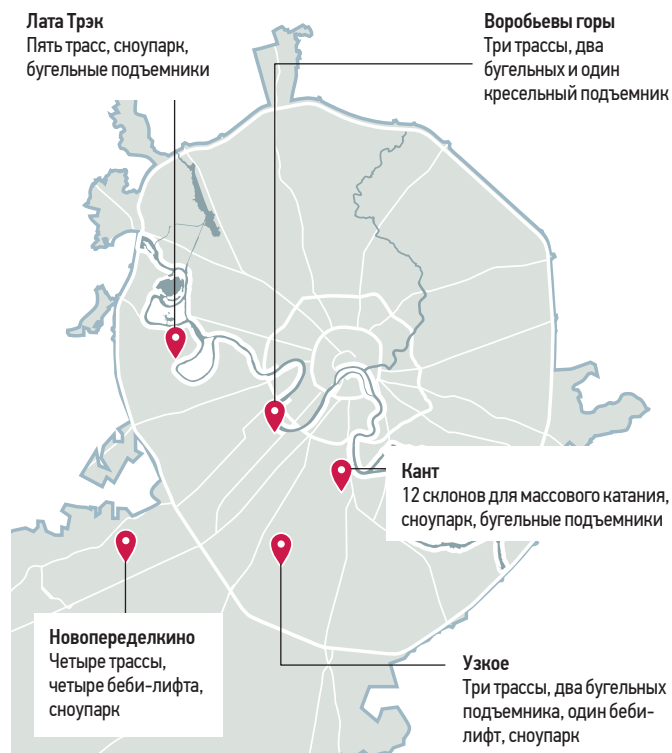 Лата Трэк
Пять трасс, сноупарк,
бугельные подъемники
Воробьевы горы
Три трассы, два
бугельных и один
кресельный подъемник
Кант
12 склонов для массового катания,
сноупарк, бугельные подъемники
Новопеределкино
Четыре трассы,
четыре беби-лифта,
сноупарк
Узкое
Три трассы, два бугельных
подъемника, один беби-
лифт, сноупарк